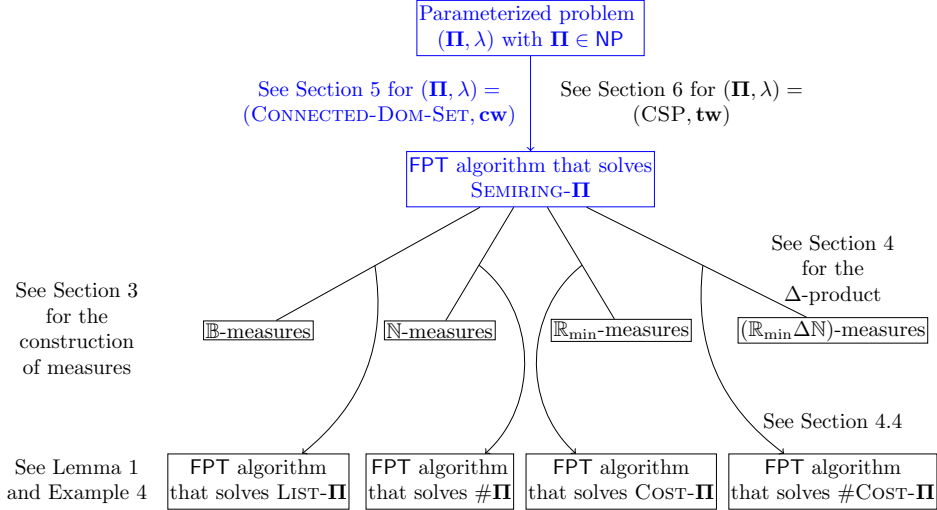 Parameterized problem
(Π, λ) with Π ∈ NP
See Section 5 for (Π, λ) =
(CONNECTED-DOM-SET, cw)
See Section 6 for (Π, λ) =
(CSP, tw)
FPT algorithm that solves
SEMIRING-Π
See Section 4
for the
Δ-product
See Section 3
for the
construction
of measures
𝔹-measures
ℕ-measures
ℝmin-measures
(ℝminΔℕ)-measures
See Section 4.4
See Lemma 1
and Example 4
FPT algorithm
that solves LIST-Π
FPT algorithm
that solves #Π
FPT algorithm
that solves COST-Π
FPT algorithm
that solves #COST-Π